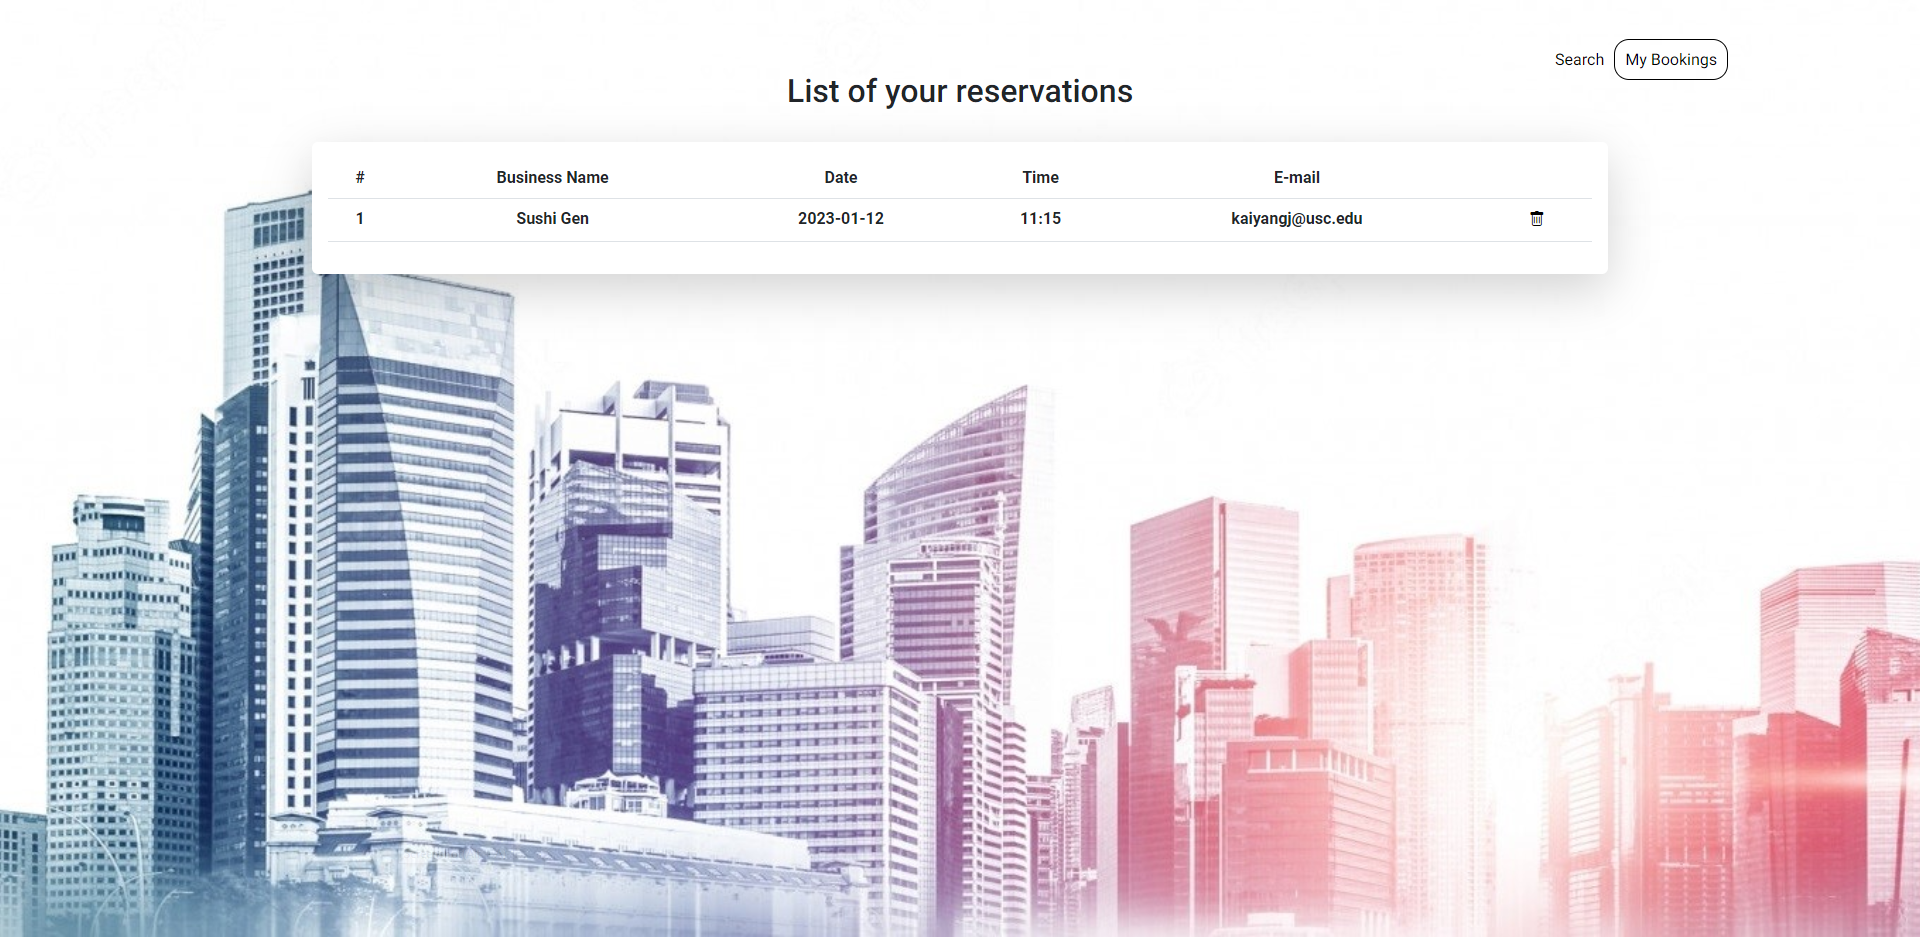 Search My Bookings
List of your reservations
# Business Name Date Time E-mail
1 Sushi Gen 2023-01-12 11:15 kaiyangj@usc.edu